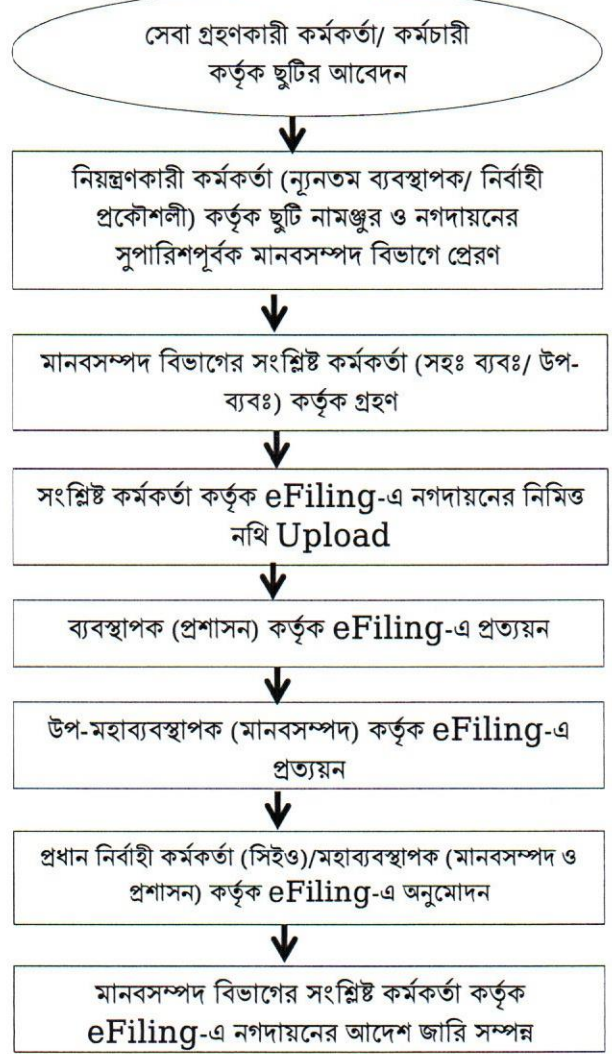 সেবা গ্রহণকারী কর্মকর্তা/ কর্মচারী
কর্তৃক ছুটির আবেদন
নিয়ন্ত্রণকারী কর্মকর্তা (ন্যূনতম ব্যবস্থাপক/ নির্বাহী
প্রকৌশলী) কর্তৃক ছুটি নামঞ্জুর ও নগদায়নের
সুপারিশপূর্বক মানবসম্পদ বিভাগে প্রেরণ
মানবসম্পদ বিভাগের সংশ্লিষ্ট কর্মকর্তা (সহঃ ব্যবঃ/ উপ-
ব্যবঃ) কর্তৃক গ্রহণ
সংশ্লিষ্ট কর্মকর্তা কর্তৃক eFiling-এ নগদায়নের নিমিত্ত
নথি Upload
ব্যবস্থাপক (প্রশাসন) কর্তৃক eFiling-এ প্রত্যয়ন
উপ-মহাব্যবস্থাপক (মানবসম্পদ) কর্তৃক eFiling-এ
প্রত্যয়ন
প্রধান নির্বাহী কর্মকর্তা (সিইও)/মহাব্যবস্থাপক (মানবসম্পদ ও
প্রশাসন) কর্তৃক eFiling-এ অনুমোদন
মানবসম্পদ বিভাগের সংশ্লিষ্ট কর্মকর্তা কর্তৃক
eFiling-এ নগদায়নের আদেশ জারি সম্পন্ন